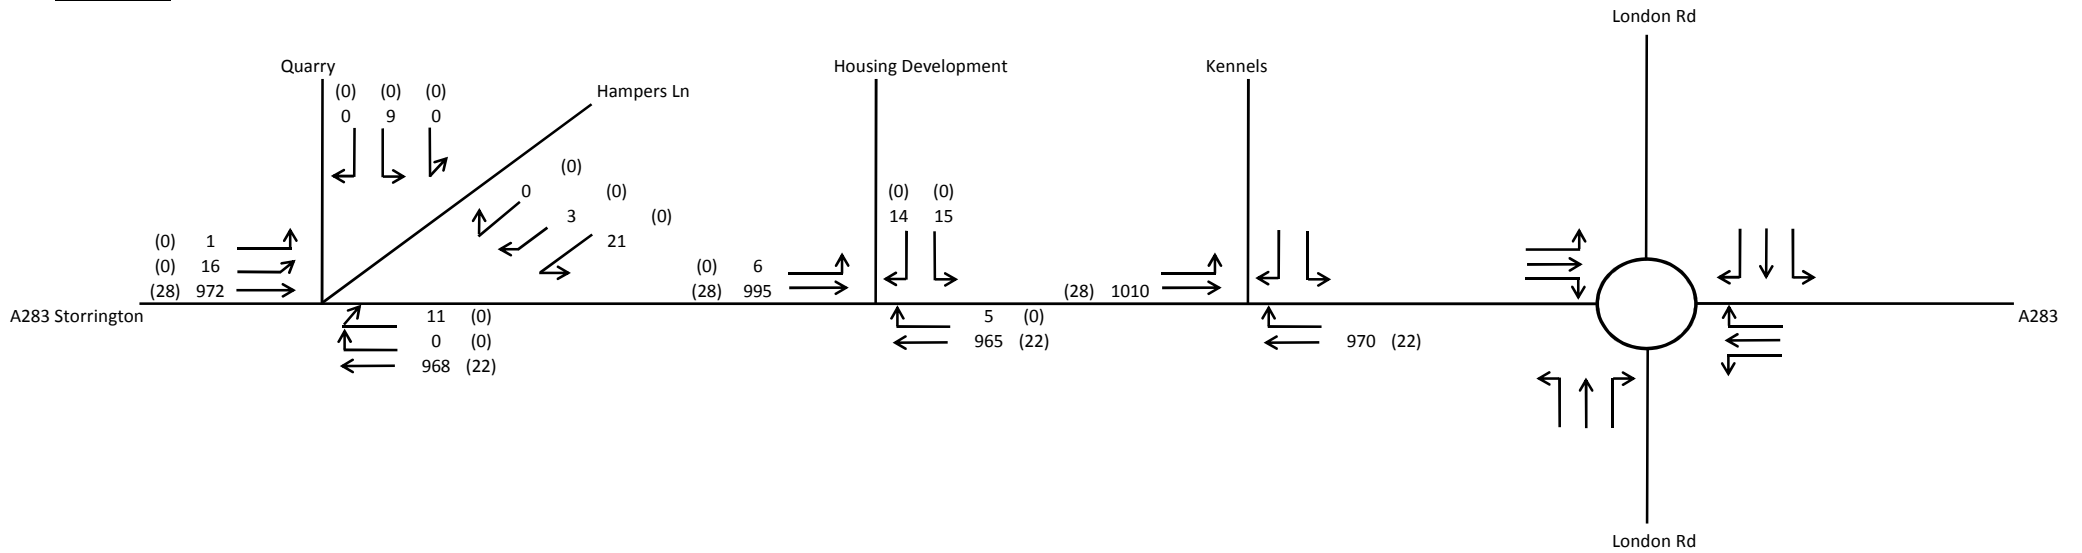 London Rd
Quarry
Housing Development
Kennels
(0) (0) (0)
Hampers Ln
0 9 0
(0)
0 (0)
3 (0)
21
(0) (0)
14 15
(0) 1
(0) 16
(28) 972
(0) 6
(28) 995
(28) 1010
A283 Storrington
11 (0)
0 (0)
968 (22)
5 (0)
965 (22)
970 (22)
A283
London Rd